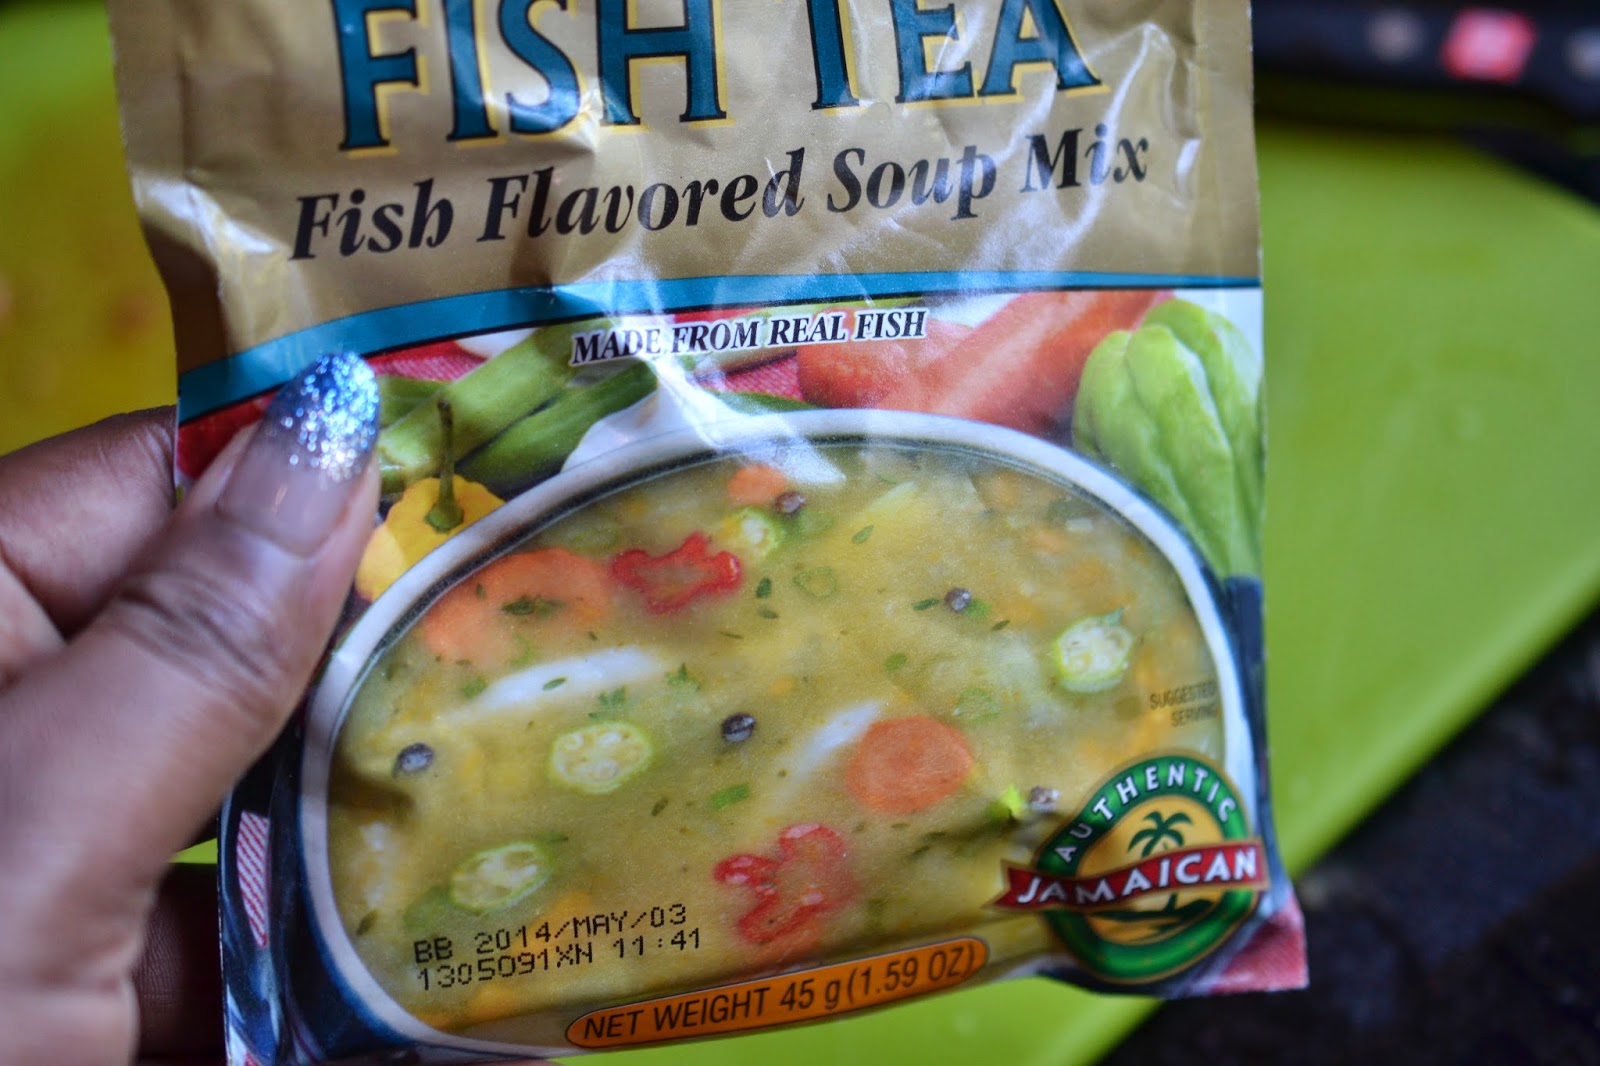 FISH TEA
Fish Flavored Soup Mix
MADE FROM REAL FISH
SUGGESTED
SERVING
AUTHENTIC
JAMAICAN
BB 2014/MAY/03
1305091XN 11:41
NET WEIGHT 45 g (1.59 OZ)